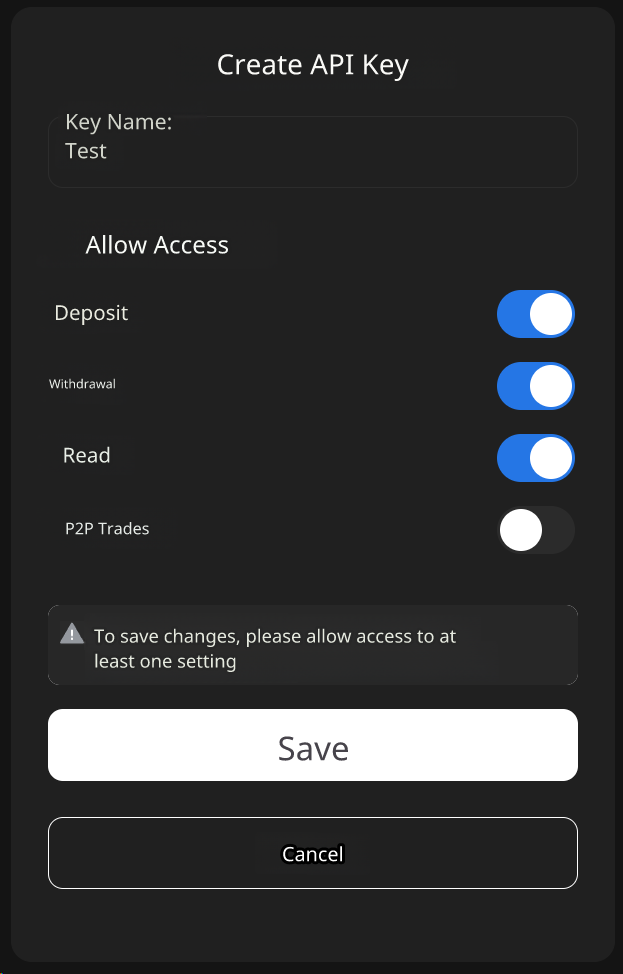 Create API Key
Key Name:
Test
Allow Access
Deposit
Withdrawal
Read
P2P Trades
To save changes, please allow access to at
least one setting
Save
Cancel